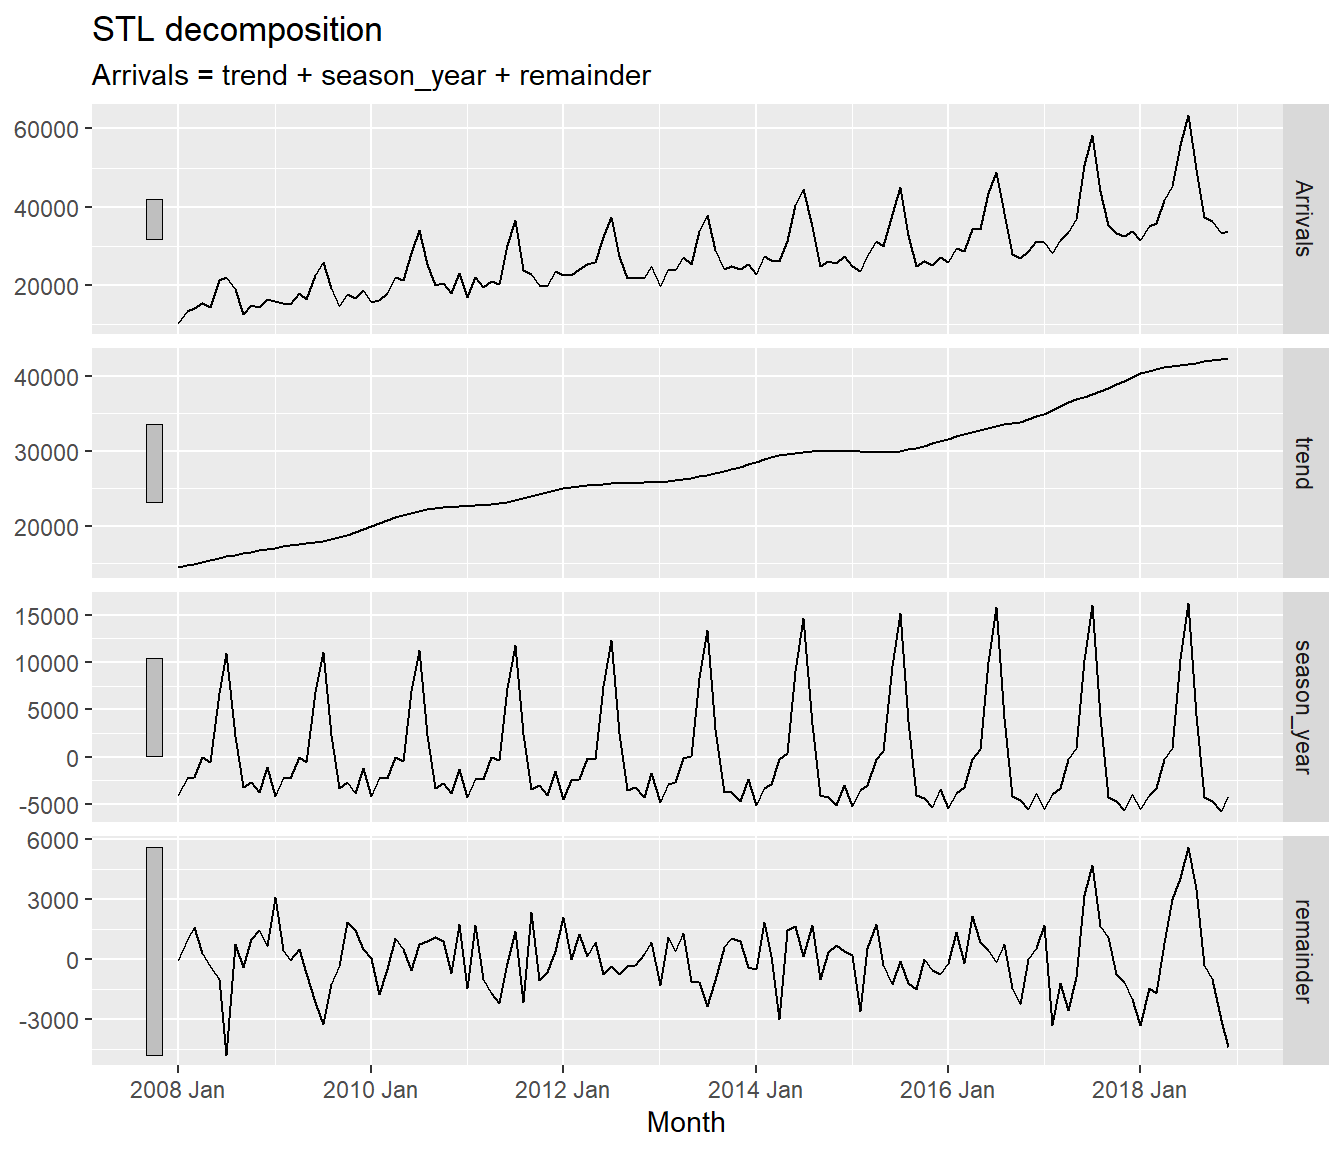 STL decomposition
Arrivals = trend + season_year + remainder
60000
40000
20000
Arrivals
40000
30000
20000
trend
15000
10000
5000
0
-5000
season_year
6000
3000
0
-3000
remainder
2008 Jan
2010 Jan
2012 Jan
2014 Jan
2016 Jan
2018 Jan
Month